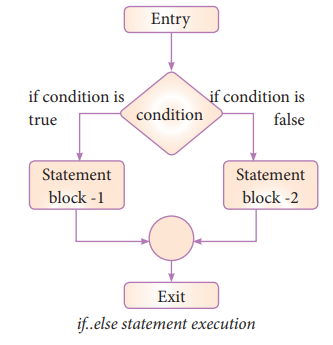 Entry
if condition is
true
condition
if condition is
false
Statement
block -1
Statement
block -2
Exit
if..else statement execution